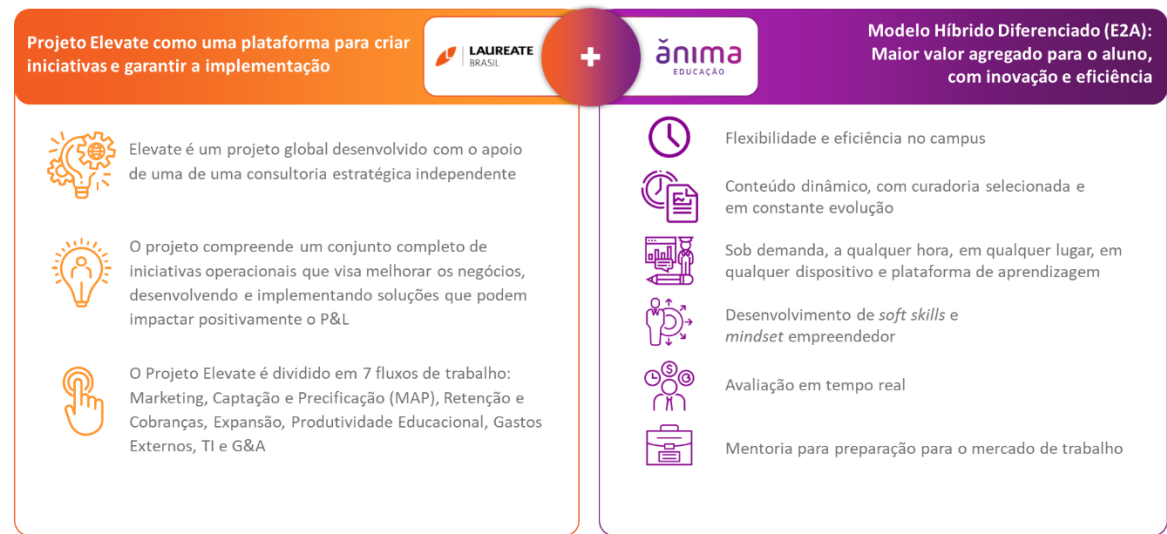 Projeto Elevate como uma plataforma para criar
iniciativas e garantir a implementação
LAUREATE
BRASIL
+
ănima
EDUCAÇÃO
Modelo Híbrido Diferenciado (E2A):
Maior valor agregado para o aluno,
com inovação e eficiência
Elevate é um projeto global desenvolvido com o apoio
de uma de uma consultoria estratégica independente
O projeto compreende um conjunto completo de
iniciativas operacionais que visa melhorar os negócios,
desenvolvendo e implementando soluções que podem
impactar positivamente o P&L
O Projeto Elevate é dividido em 7 fluxos de trabalho:
Marketing, Captação e Precificação (MAP), Retenção e
Cobranças, Expansão, Produtividade Educacional, Gastos
Externos, TI e G&A
Flexibilidade e eficiência no campus
Conteúdo dinâmico, com curadoria selecionada e
em constante evolução
Sob demanda, a qualquer hora, em qualquer lugar, em
qualquer dispositivo e plataforma de aprendizagem
Desenvolvimento de soft skills e
mindset empreendedor
Avaliação em tempo real
Mentoria para preparação para o mercado de trabalho